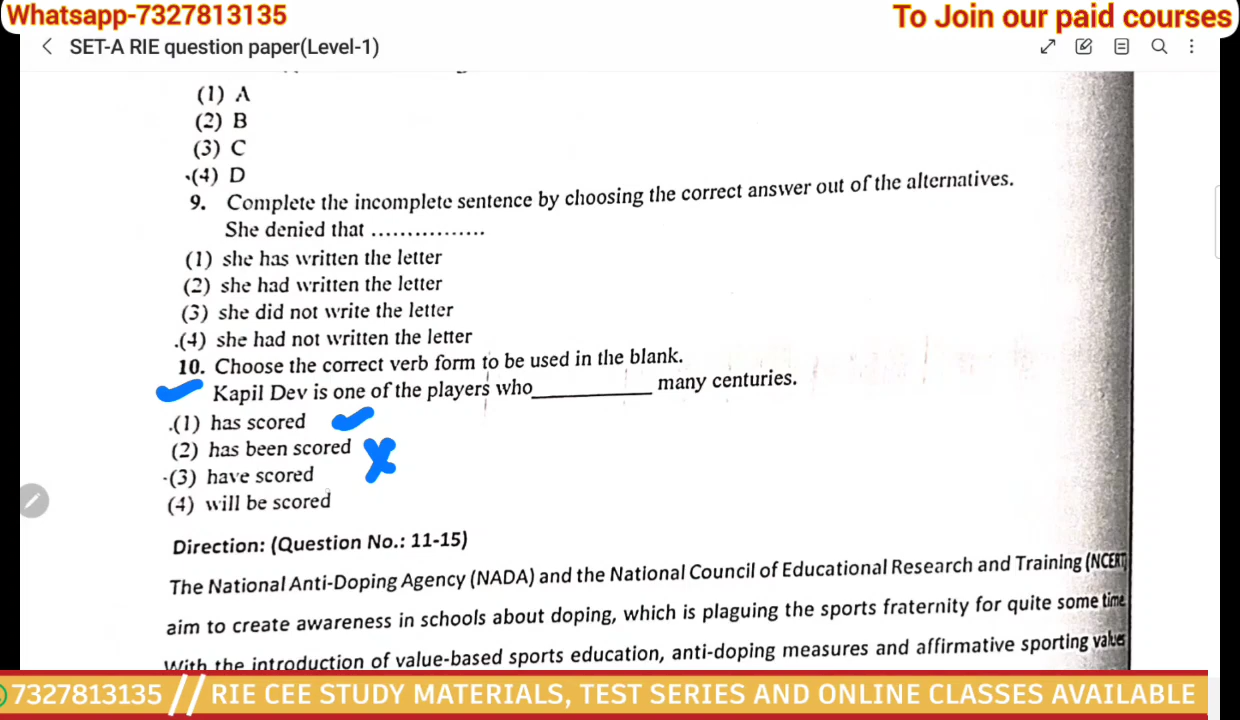 Whatsapp-7327813135
To Join our paid courses
SET-A RIE question paper(Level-1)
(1) A
(2) B
(3) C
(4) D
9. Complete the incomplete sentence by choosing the correct answer out of the alternatives.
She denied that ................
(1) she has written the letter
(2) she had written the letter
(3) she did not write the letter
(4) she had not written the letter
10. Choose the correct verb form to be used in the blank.
Kapil Dev is one of the players who____________ many centuries.
(1) has scored
(2) has been scored
(3) have scored
(4) will be scored
Direction: (Question No.: 11-15)
The National Anti-Doping Agency (NADA) and the National Council of Educational Research and Training (NCERT
aim to create awareness in schools about doping, which is plaguing the sports fraternity for quite some time
With the introduction of value-based sports education, anti-doping measures and affirmative sporting values
7327813135 // RIE CEE STUDY MATERIALS, TEST SERIES AND ONLINE CLASSES AVAILABLE